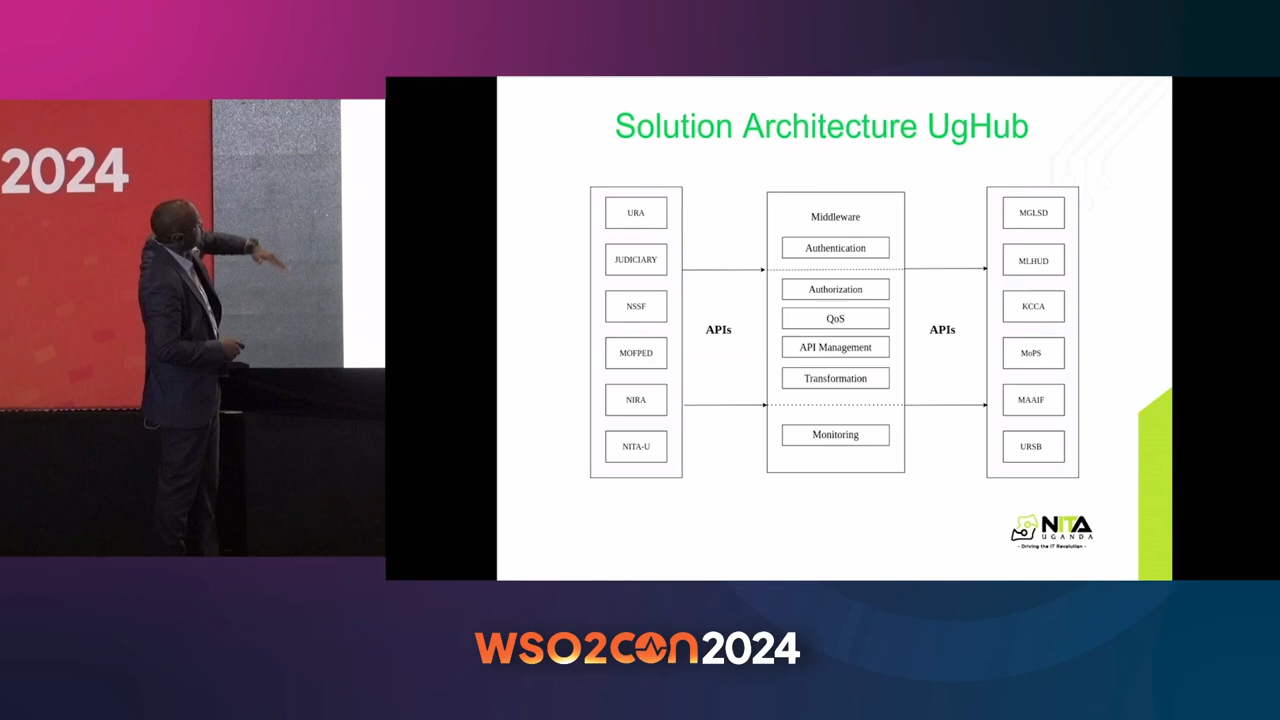 2024
Solution Architecture UgHub
URA
JUDICIARY
NSSF
MOFPED
NIRA
NITA-U
APIs
Middleware
Authentication
Authorization
QoS
API Management
Transformation
Monitoring
APIs
MGLSD
MLHUD
KCCA
MoPS
MAAIF
URSB
NITA
UGANDA
- Driving the IT Revolution -
WSO2CON2024